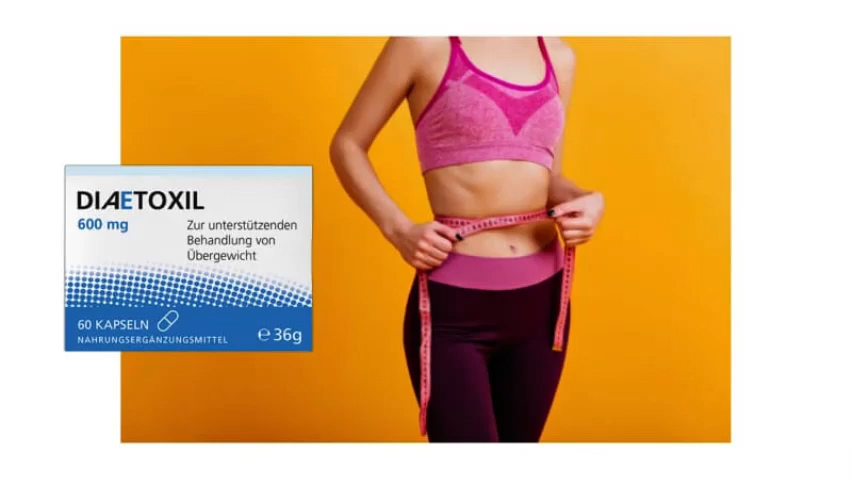 DIAETOXIL
600 mg
Zur unterstützenden
Behandlung von
Übergewicht
60 KAPSELN
NAHRUNGSERGÄNZUNGSMITTEL
℮ 36g